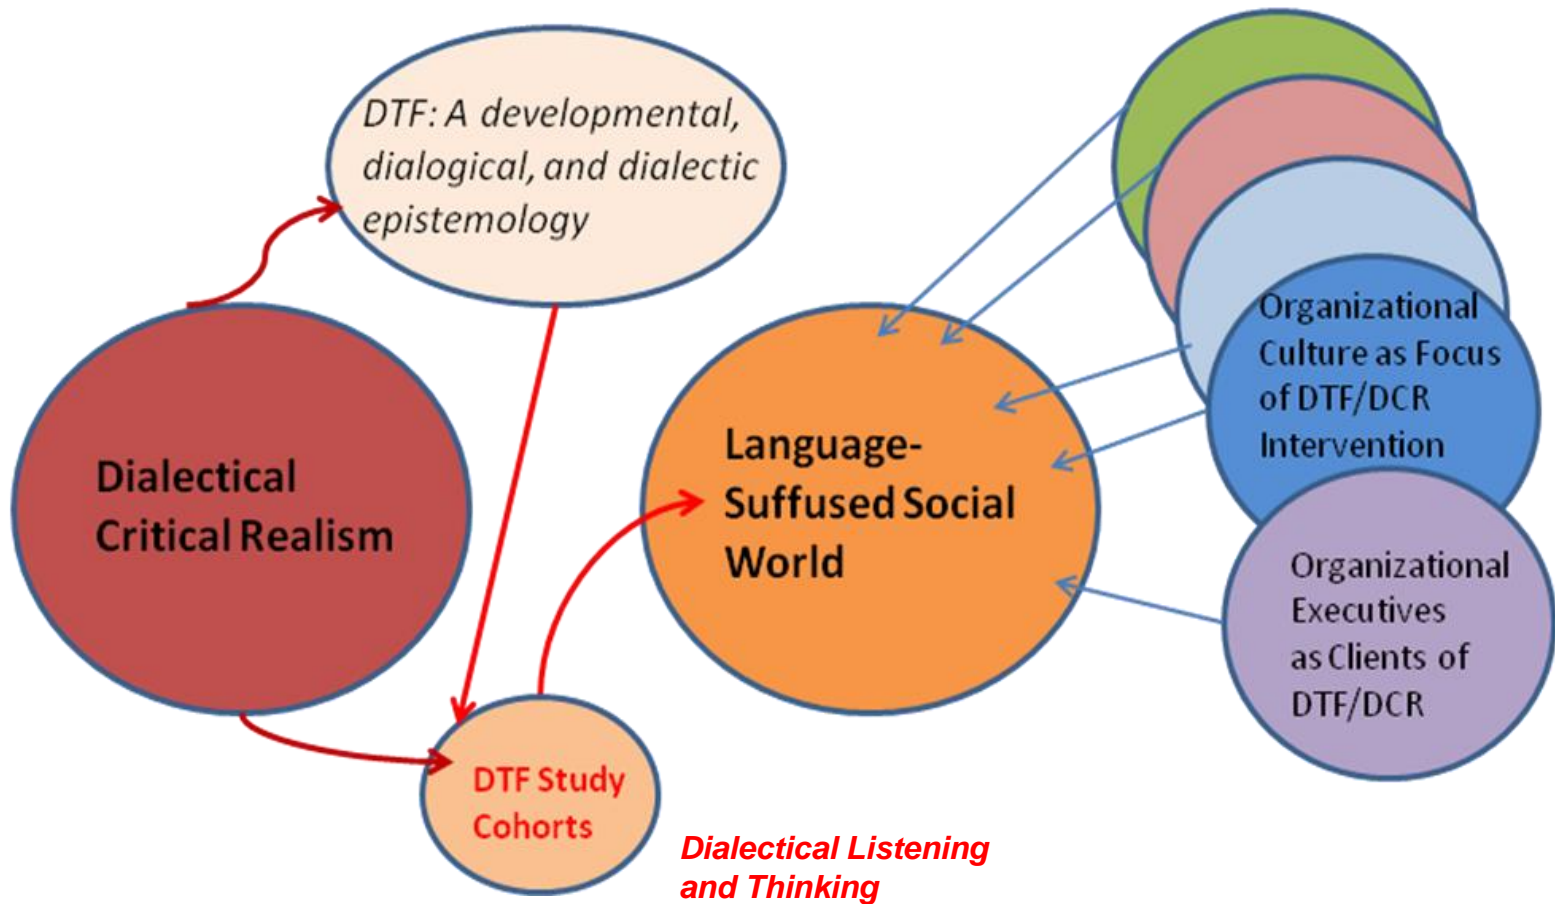 DTF: A developmental,
dialogical, and dialectic
epistemology
Dialectical
Critical Realism
Language-
Suffused Social
World
Organizational
Culture as Focus
of DTF/DCR
Intervention
Organizational
Executives
as Clients of
DTF/DCR
DTF Study
Cohorts
Dialectical Listening
and Thinking